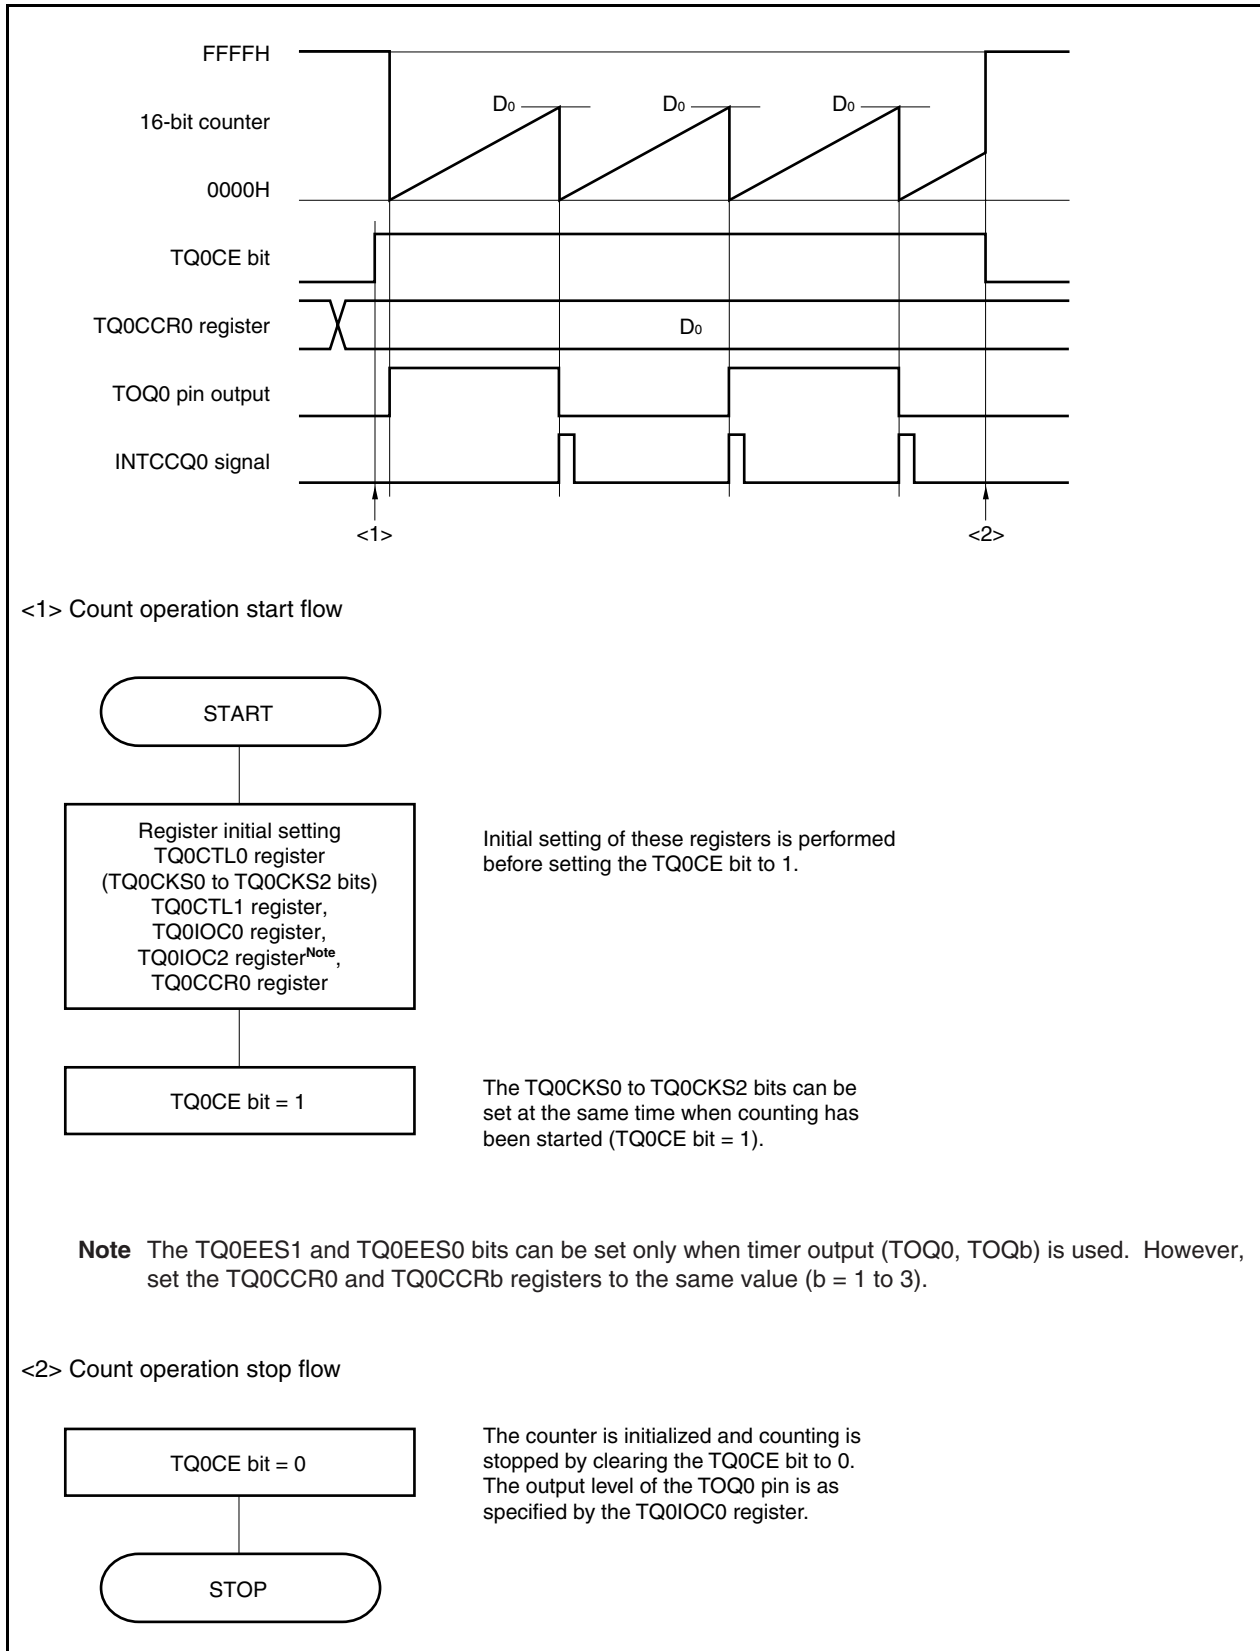 FFFFH
D0 D0 D0
16-bit counter
0000H
TQ0CE bit
TQ0CCR0 register
D0
TOQ0 pin output
INTCCQ0 signal
<1> <2>
<1> Count operation start flow
START
Register initial setting
TQ0CTL0 register
(TQ0CKS0 to TQ0CKS2 bits)
TQ0CTL1 register,
TQ0IOC0 register,
TQ0IOC2 registerNote,
TQ0CCR0 register
Initial setting of these registers is performed
before setting the TQ0CE bit to 1.
TQ0CE bit = 1
The TQ0CKS0 to TQ0CKS2 bits can be
set at the same time when counting has
been started (TQ0CE bit = 1).
Note The TQ0EES1 and TQ0EES0 bits can be set only when timer output (TOQ0, TOQb) is used. However,
set the TQ0CCR0 and TQ0CCRb registers to the same value (b = 1 to 3).
<2> Count operation stop flow
TQ0CE bit = 0
The counter is initialized and counting is
stopped by clearing the TQ0CE bit to 0.
The output level of the TOQ0 pin is as
specified by the TQ0IOC0 register.
STOP